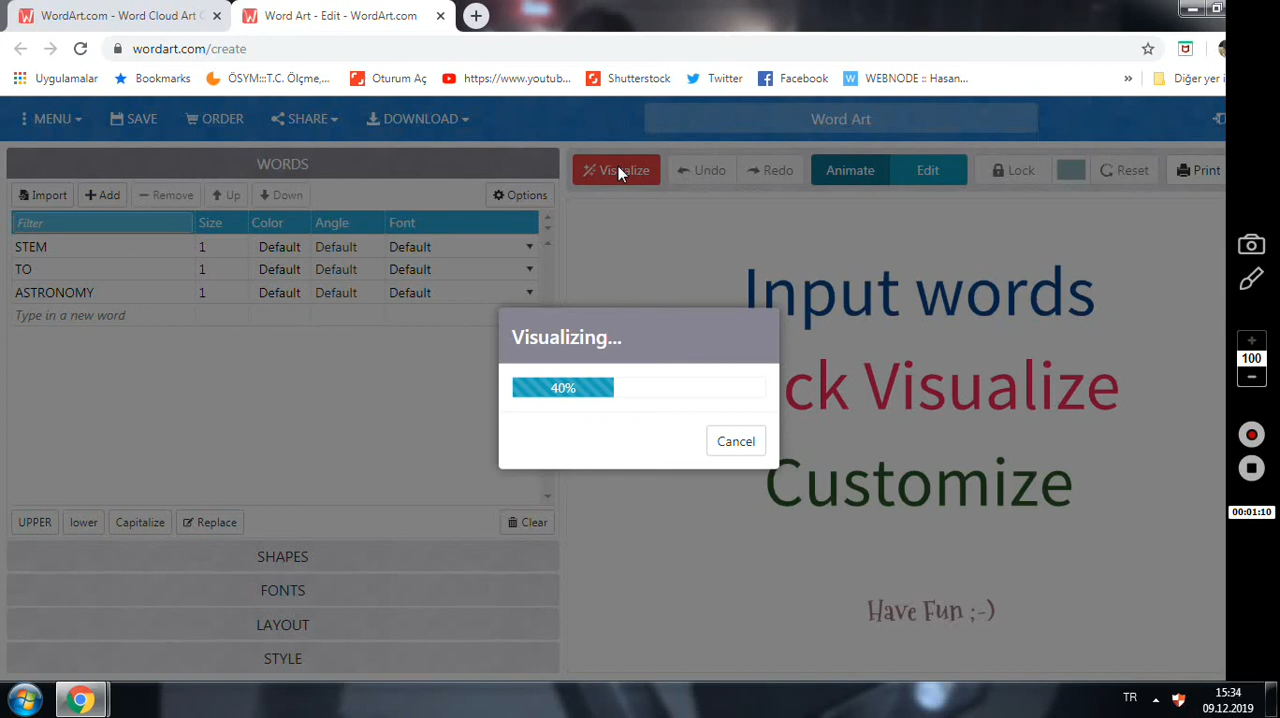 WordArt.com - Word Cloud Art
Word Art - Edit - WordArt.com
wordart.com/create
Uygulamalar
Bookmarks
ÖSYM:::T.C. Ölçme,...
Oturum Aç
https://www.youtub...
Shutterstock
Twitter
Facebook
WEBNODE :: Hasan...
»
Diğer yer i
MENU
SAVE
ORDER
SHARE
DOWNLOAD
Word Art
WORDS
Visualize
Undo
Redo
Animate
Edit
Lock
Reset
Print
Import
Add
Remove
Up
Down
Options
Filter Size Color Angle Font
STEM 1 Default Default Default
TO 1 Default Default Default
ASTRONOMY 1 Default Default Default
Type in a new word
Input words
ck Visualize
Customize
Have Fun ;-)
Visualizing...
40%
Cancel
UPPER
lower
Capitalize
Replace
Clear
SHAPES
FONTS
LAYOUT
STYLE
+
100
−
00:01:10
TR
15:34
09.12.2019